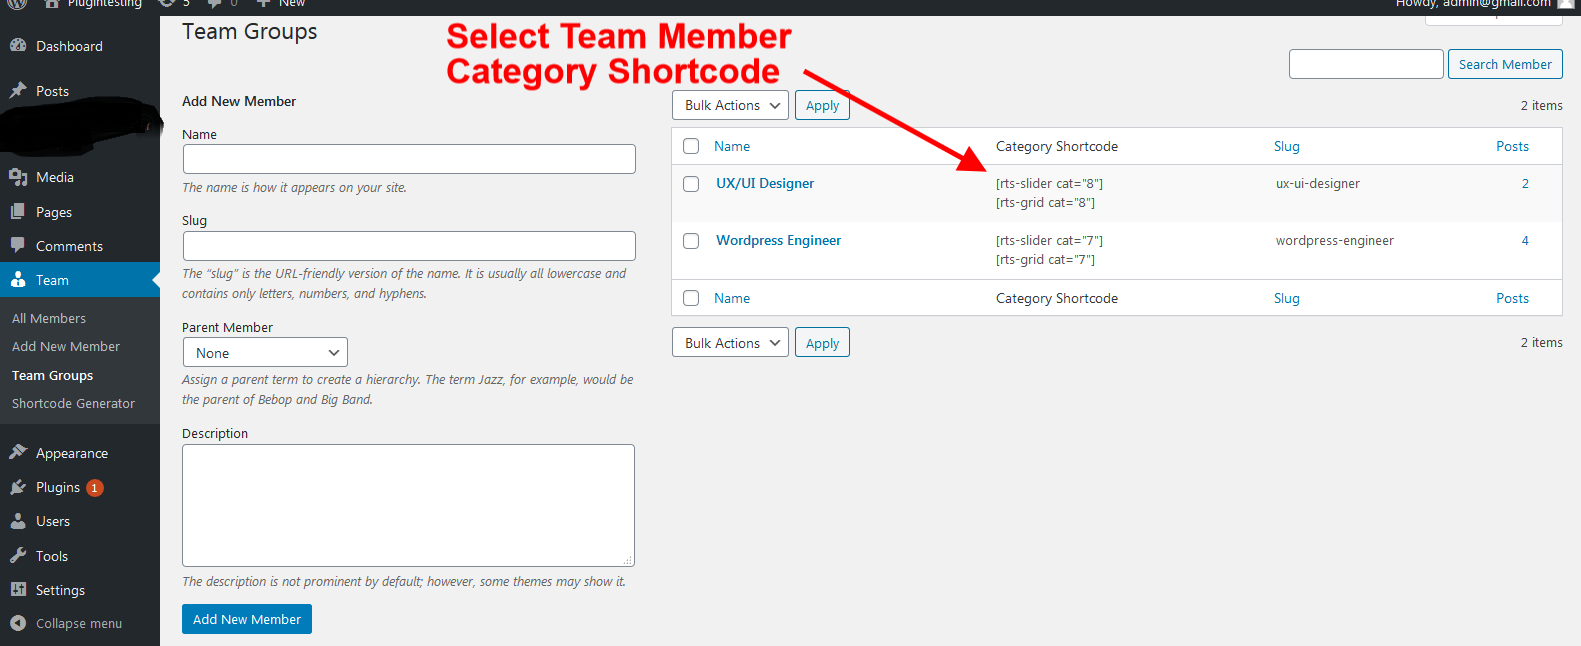 Plugintesting 5 0 New
Howdy, admin@gmail.com
Dashboard
Posts
Media
Pages
Comments
Team
All Members
Add New Member
Team Groups
Shortcode Generator
Appearance
Plugins 1
Users
Tools
Settings
Collapse menu
Team Groups
Select Team Member
Category Shortcode
Search Member
Add New Member
Name
The name is how it appears on your site.
Slug
The “slug” is the URL-friendly version of the name. It is usually all lowercase and
contains only letters, numbers, and hyphens.
Parent Member
None
Assign a parent term to create a hierarchy. The term Jazz, for example, would be
the parent of Bebop and Big Band.
Description
The description is not prominent by default; however, some themes may show it.
Add New Member
Bulk Actions Apply 2 items
Name Category Shortcode Slug Posts
UX/UI Designer [rts-slider cat="8"] ux-ui-designer 2
[rts-grid cat="8"]
Wordpress Engineer [rts-slider cat="7"] wordpress-engineer 4
[rts-grid cat="7"]
Name Category Shortcode Slug Posts
Bulk Actions Apply 2 items